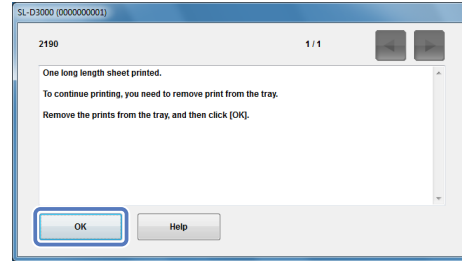 SL-D3000 (0000000001)
2190 1/1
One long length sheet printed.
To continue printing, you need to remove print from the tray.
Remove the prints from the tray, and then click [OK].
OK Help